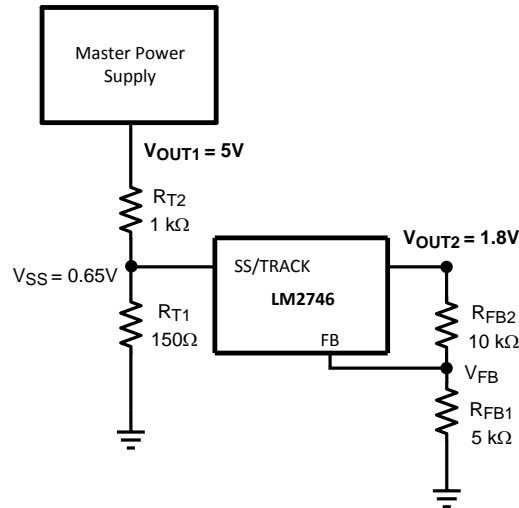 Master Power
Supply
VOUT1 = 5V
RT2
1 kΩ
VOUT2 = 1.8V
SS/TRACK
VSS = 0.65V
LM2746
RT1
150Ω
FB
RFB2
10 kΩ
VFB
RFB1
5 kΩ